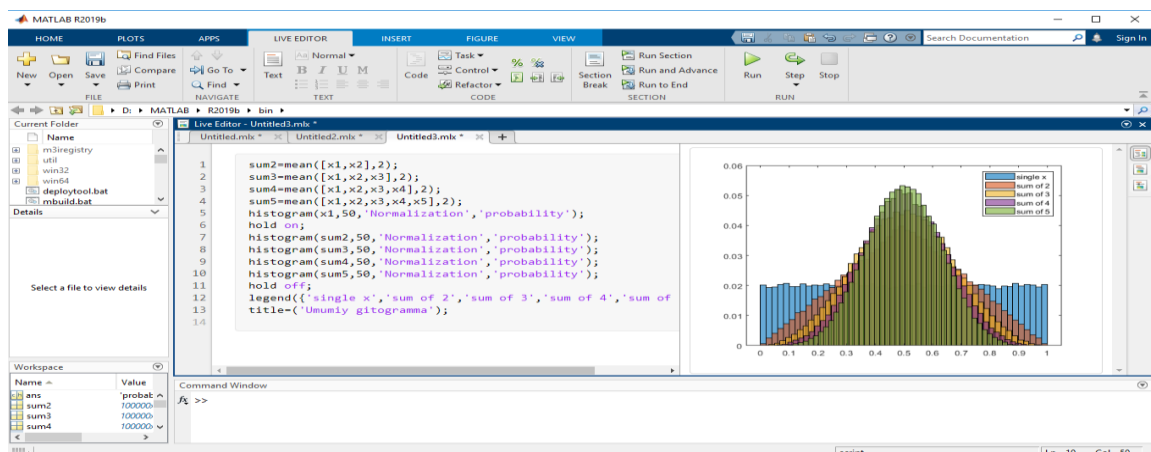 MATLAB R2019b
HOME PLOTS APPS LIVE EDITOR INSERT FIGURE VIEW Search Documentation Sign In
New Open Save Find Files Compare Print
FILE
Go To Find
NAVIGATE
Text Normal B I U M
TEXT
Code Task Control Refactor
CODE
Section Break Run Section Run and Advance Run to End
SECTION
Run Step Stop
RUN
D: MATLAB R2019b bin
Current Folder
Name
m3iregistry
util
win32
win64
deploytool.bat
mbuild.bat
Details
Select a file to view details
Workspace
Name Value
ans 'probat
sum2 100000
sum3 100000
sum4 100000
Live Editor - Untitled3.mlx *
Untitled.mlx * Untitled2.mlx * Untitled3.mlx * +
1 sum2=mean([x1,x2],2);
2 sum3=mean([x1,x2,x3],2);
3 sum4=mean([x1,x2,x3,x4],2);
4 sum5=mean([x1,x2,x3,x4,x5],2);
5 histogram(x1,50,'Normalization','probability');
6 hold on;
7 histogram(sum2,50,'Normalization','probability');
8 histogram(sum3,50,'Normalization','probability');
9 histogram(sum4,50,'Normalization','probability');
10 histogram(sum5,50,'Normalization','probability');
11 hold off;
12 legend({'single x','sum of 2','sum of 3','sum of 4','sum of
13 title=('Umumiy gitogramma');
14
0.06
0.05
0.04
0.03
0.02
0.01
0
0 0.1 0.2 0.3 0.4 0.5 0.6 0.7 0.8 0.9 1
single x
sum of 2
sum of 3
sum of 4
sum of 5
Command Window
fx >>